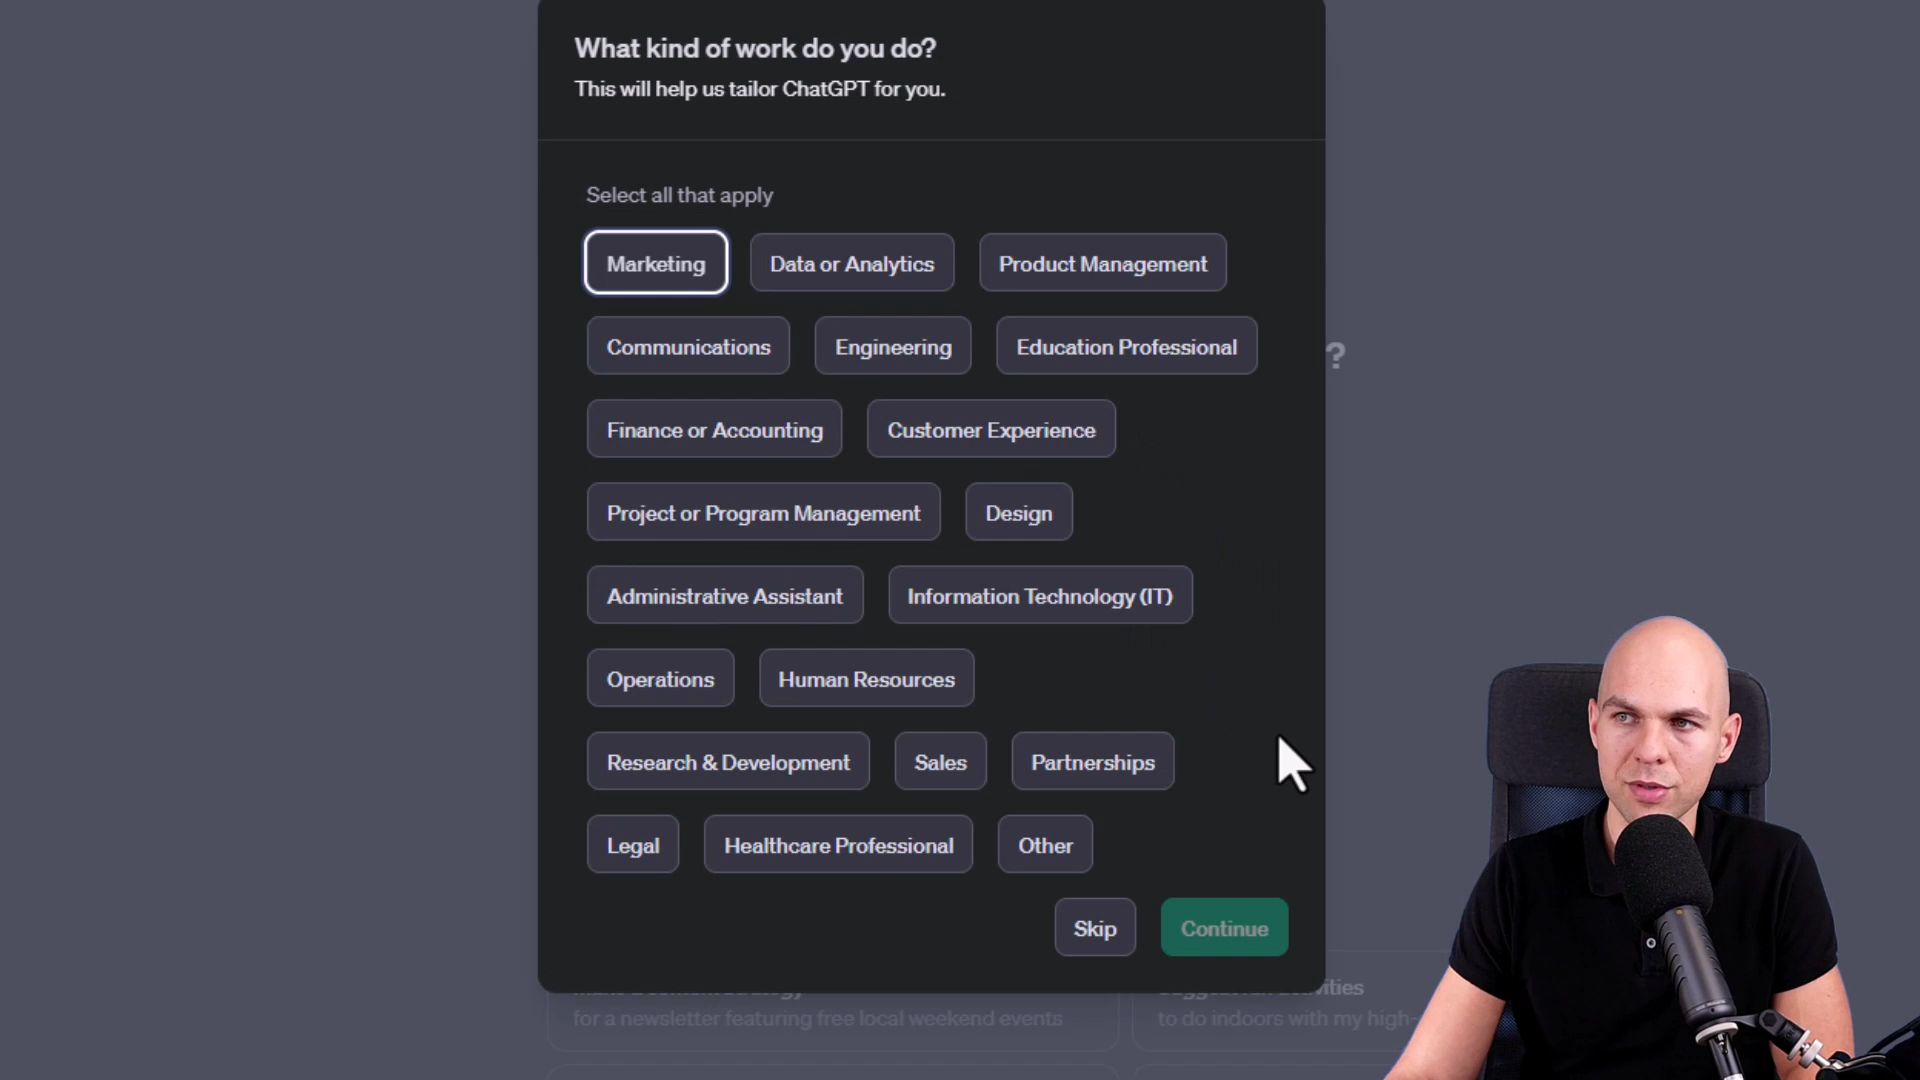 What kind of work do you do?
This will help us tailor ChatGPT for you.
Select all that apply
Marketing Data or Analytics Product Management
Communications Engineering Education Professional
?
Finance or Accounting Customer Experience
Project or Program Management Design
Administrative Assistant Information Technology (IT)
Operations Human Resources
Research & Development Sales Partnerships
Legal Healthcare Professional Other
Skip Continue
for a newsletter featuring free local weekend events to do indoors with my high-